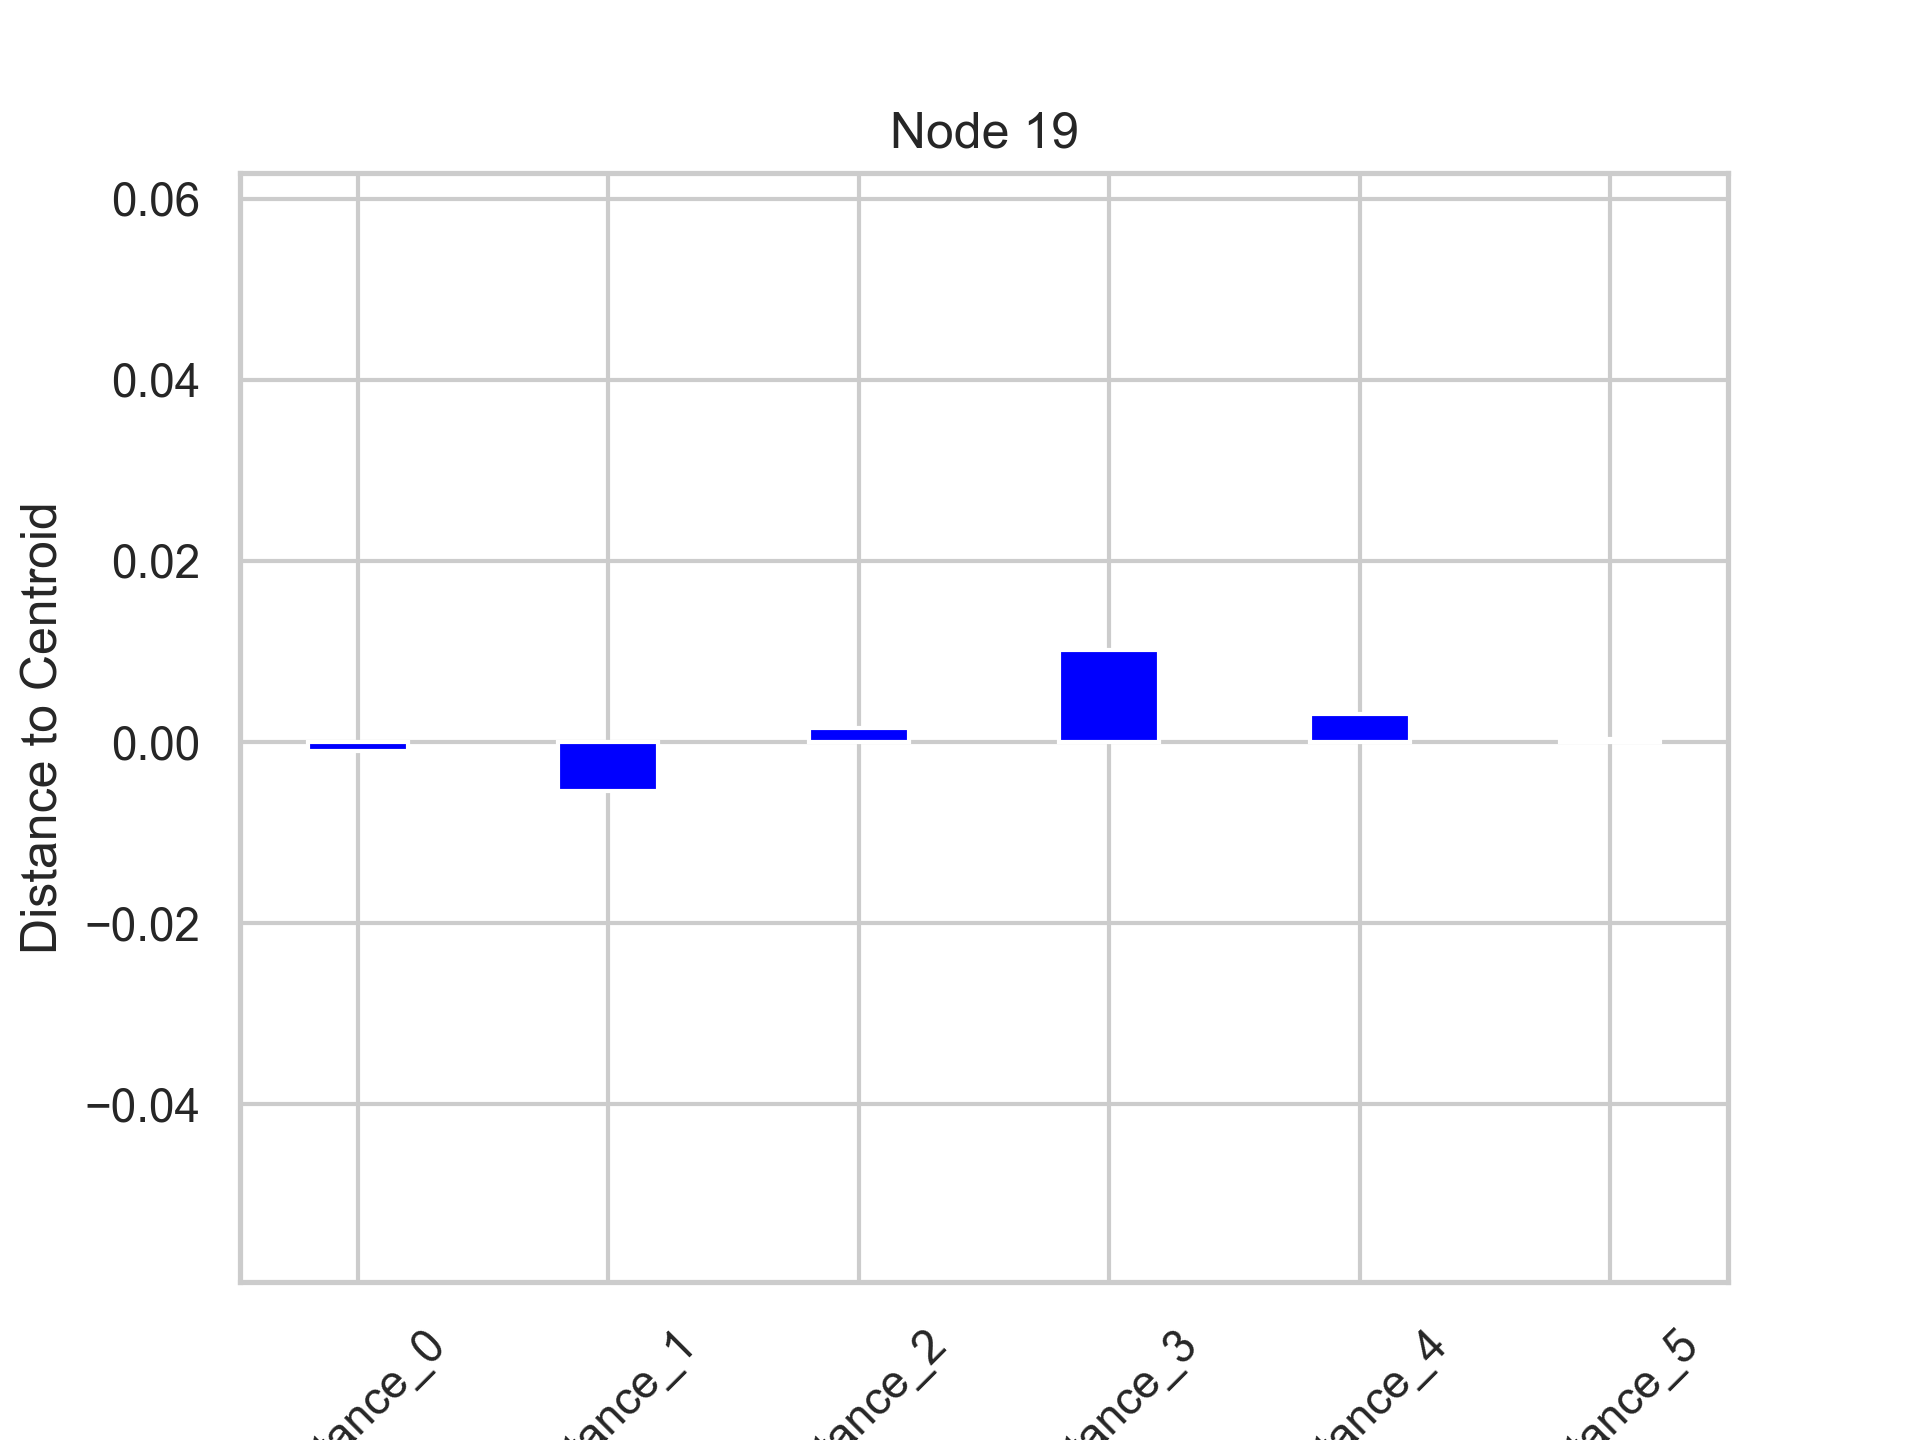 Node 19
0.06
0.04
0.02
0.00
−0.02
−0.04
Distance to Centroid
tance_0
tance_1
tance_2
tance_3
tance_4
tance_5